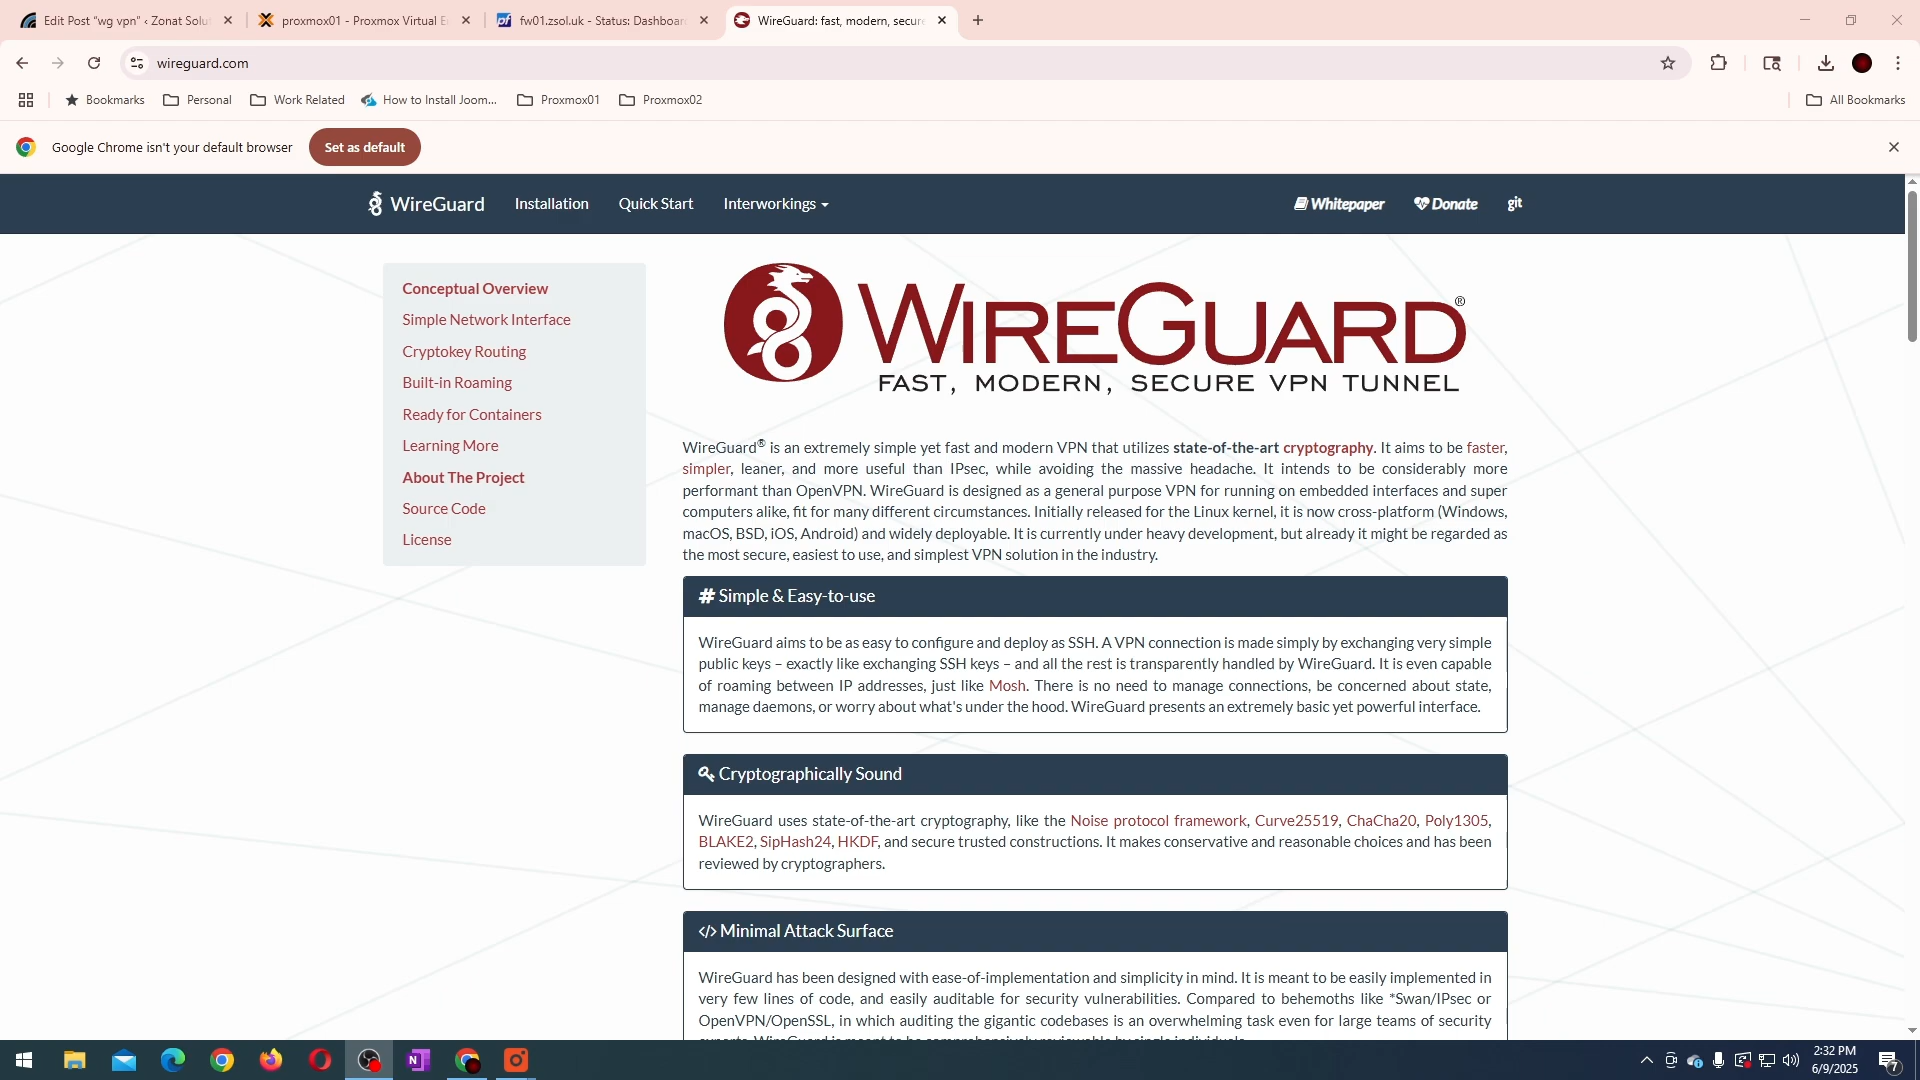 Edit Post "wg vpn" ‹ Zonat Solut
proxmox01 - Proxmox Virtual E
fw01.zsol.uk - Status: Dashboar
WireGuard: fast, modern, secure
wireguard.com
Bookmarks
Personal
Work Related
How to Install Joom...
Proxmox01
Proxmox02
All Bookmarks
Google Chrome isn't your default browser
Set as default
WireGuard
Installation
Quick Start
Interworkings
Whitepaper
Donate
git
Conceptual Overview
Simple Network Interface
Cryptokey Routing
Built-in Roaming
Ready for Containers
Learning More
About The Project
Source Code
License
WIREGUARD®
FAST, MODERN, SECURE VPN TUNNEL
WireGuard® is an extremely simple yet fast and modern VPN that utilizes state-of-the-art cryptography. It aims to be faster,
simpler, leaner, and more useful than IPsec, while avoiding the massive headache. It intends to be considerably more
performant than OpenVPN. WireGuard is designed as a general purpose VPN for running on embedded interfaces and super
computers alike, fit for many different circumstances. Initially released for the Linux kernel, it is now cross-platform (Windows,
macOS, BSD, iOS, Android) and widely deployable. It is currently under heavy development, but already it might be regarded as
the most secure, easiest to use, and simplest VPN solution in the industry.
# Simple & Easy-to-use
WireGuard aims to be as easy to configure and deploy as SSH. A VPN connection is made simply by exchanging very simple
public keys – exactly like exchanging SSH keys – and all the rest is transparently handled by WireGuard. It is even capable
of roaming between IP addresses, just like Mosh. There is no need to manage connections, be concerned about state,
manage daemons, or worry about what's under the hood. WireGuard presents an extremely basic yet powerful interface.
Cryptographically Sound
WireGuard uses state-of-the-art cryptography, like the Noise protocol framework, Curve25519, ChaCha20, Poly1305,
BLAKE2, SipHash24, HKDF, and secure trusted constructions. It makes conservative and reasonable choices and has been
reviewed by cryptographers.
</> Minimal Attack Surface
WireGuard has been designed with ease-of-implementation and simplicity in mind. It is meant to be easily implemented in
very few lines of code, and easily auditable for security vulnerabilities. Compared to behemoths like *Swan/IPsec or
OpenVPN/OpenSSL, in which auditing the gigantic codebases is an overwhelming task even for large teams of security
experts, WireGuard is meant to be comprehensively reviewable by single individuals.
2:32 PM
6/9/2025
7